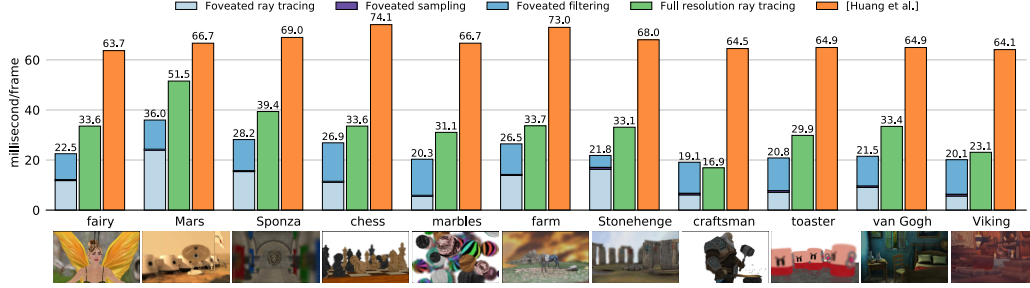 Foveated ray tracing Foveated sampling Foveated filtering Full resolution ray tracing [Huang et al.]
millisecond/frame
60
40
20
0
22.5 33.6 63.7
36.0 51.5 66.7
28.2 39.4 69.0
26.9 33.6 74.1
20.3 31.1 66.7
26.5 33.7 73.0
21.8 33.1 68.0
19.1 16.9 64.5
20.8 29.9 64.9
21.5 33.4 64.9
20.1 23.1 64.1
fairy Mars Sponza chess marbles farm Stonehenge craftsman toaster van Gogh Viking